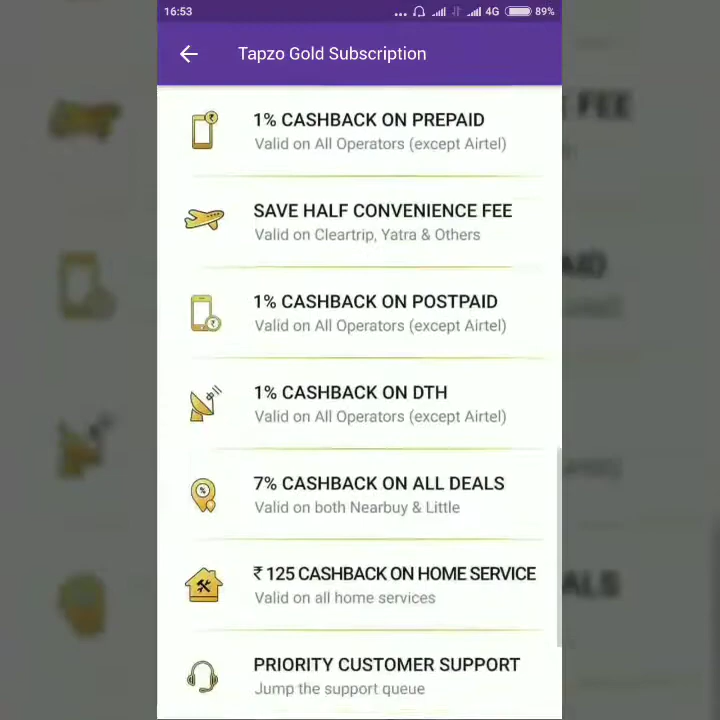 16:53
4G
89%
Tapzo Gold Subscription
1% CASHBACK ON PREPAID
Valid on All Operators (except Airtel)
SAVE HALF CONVENIENCE FEE
Valid on Cleartrip, Yatra & Others
1% CASHBACK ON POSTPAID
Valid on All Operators (except Airtel)
1% CASHBACK ON DTH
Valid on All Operators (except Airtel)
7% CASHBACK ON ALL DEALS
Valid on both Nearbuy & Little
₹ 125 CASHBACK ON HOME SERVICE
Valid on all home services
PRIORITY CUSTOMER SUPPORT
Jump the support queue
FEE
ALS